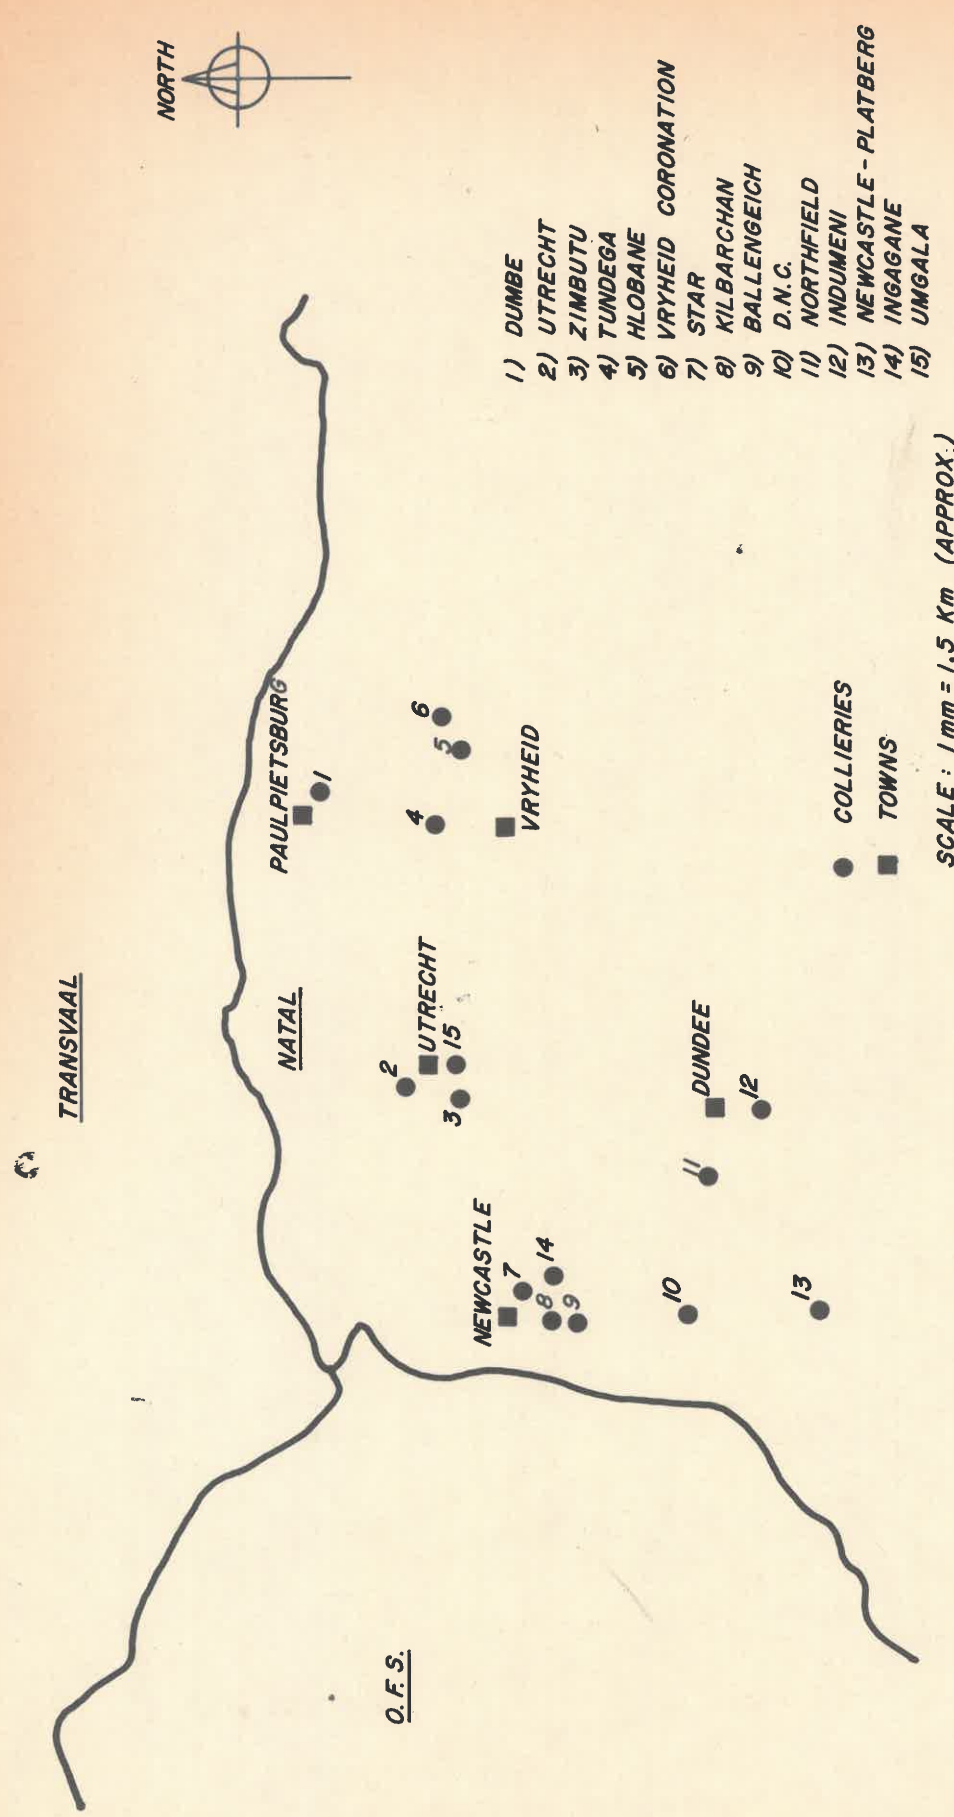 NORTH
TRANSVAAL
NATAL
O.F.S.
PAULPIETSBURG
1
2
UTRECHT
3
15
4
5
6
VRYHEID
NEWCASTLE
7
8
14
9
DUNDEE
11
12
10
13
COLLIERIES
TOWNS
1) DUMBE
2) UTRECHT
3) ZIMBUTU
4) TUNDEGA
5) HLOBANE
6) VRYHEID CORONATION
7) STAR
8) KILBARCHAN
9) BALLENGEICH
10) D.N.C.
11) NORTHFIELD
12) INDUMENI
13) NEWCASTLE - PLATBERG
14) INGAGANE
15) UMGALA
SCALE : 1 mm = 1.5 Km (APPROX.)